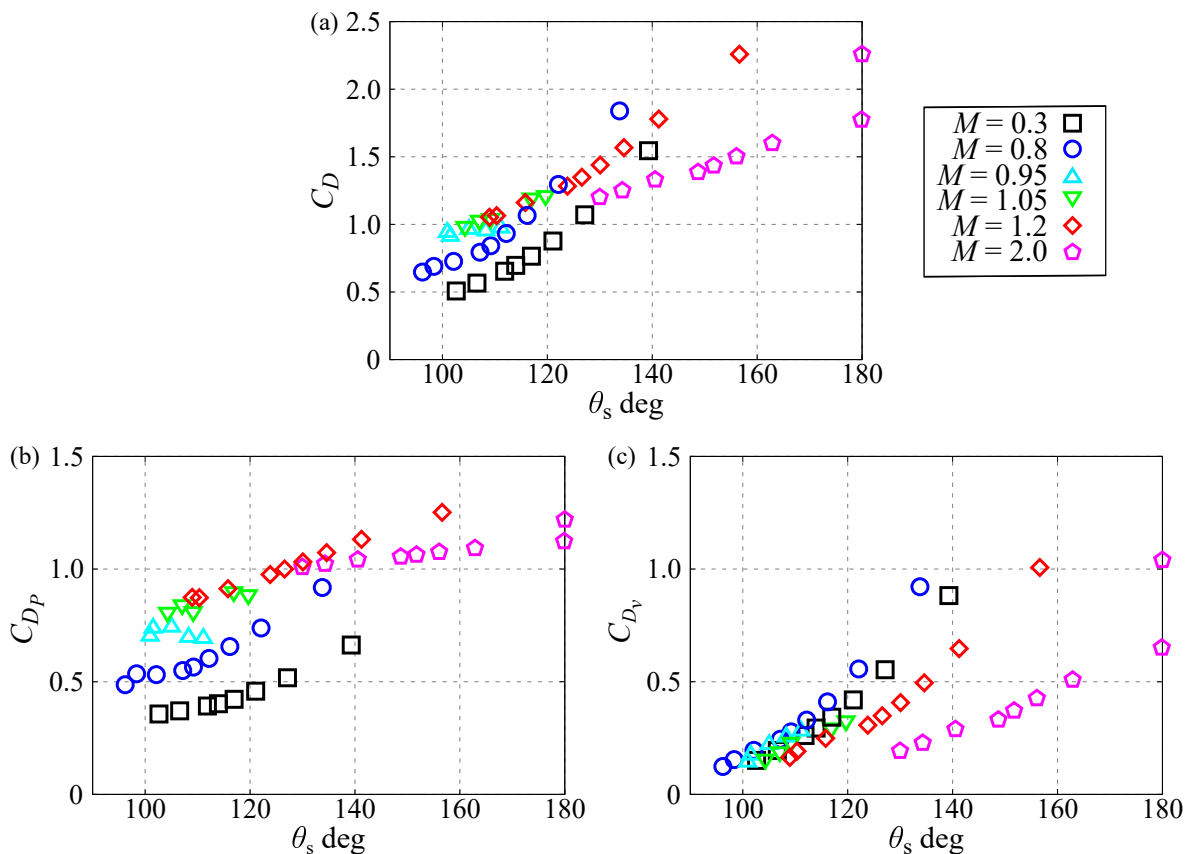 (a)
2.5
2.0
1.5
1.0
0.5
0
C_D
100 120 140 160 180
θ_s deg
M = 0.3
M = 0.8
M = 0.95
M = 1.05
M = 1.2
M = 2.0
(b)
1.5
1.0
0.5
0
C_{D_P}
100 120 140 160 180
θ_s deg
(c)
1.5
1.0
0.5
0
C_{D_v}
100 120 140 160 180
θ_s deg